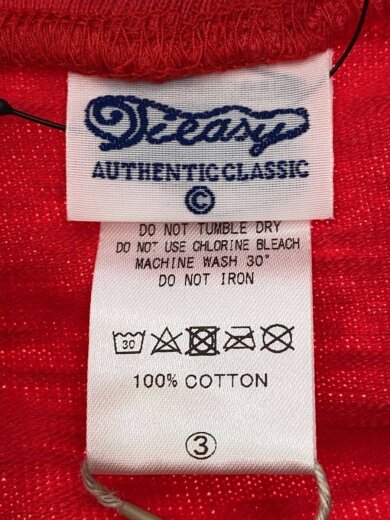 Diceasy
AUTHENTIC CLASSIC
©
DO NOT TUMBLE DRY
DO NOT USE CHLORINE BLEACH
MACHINE WASH 30°
DO NOT IRON
30
100% COTTON
③